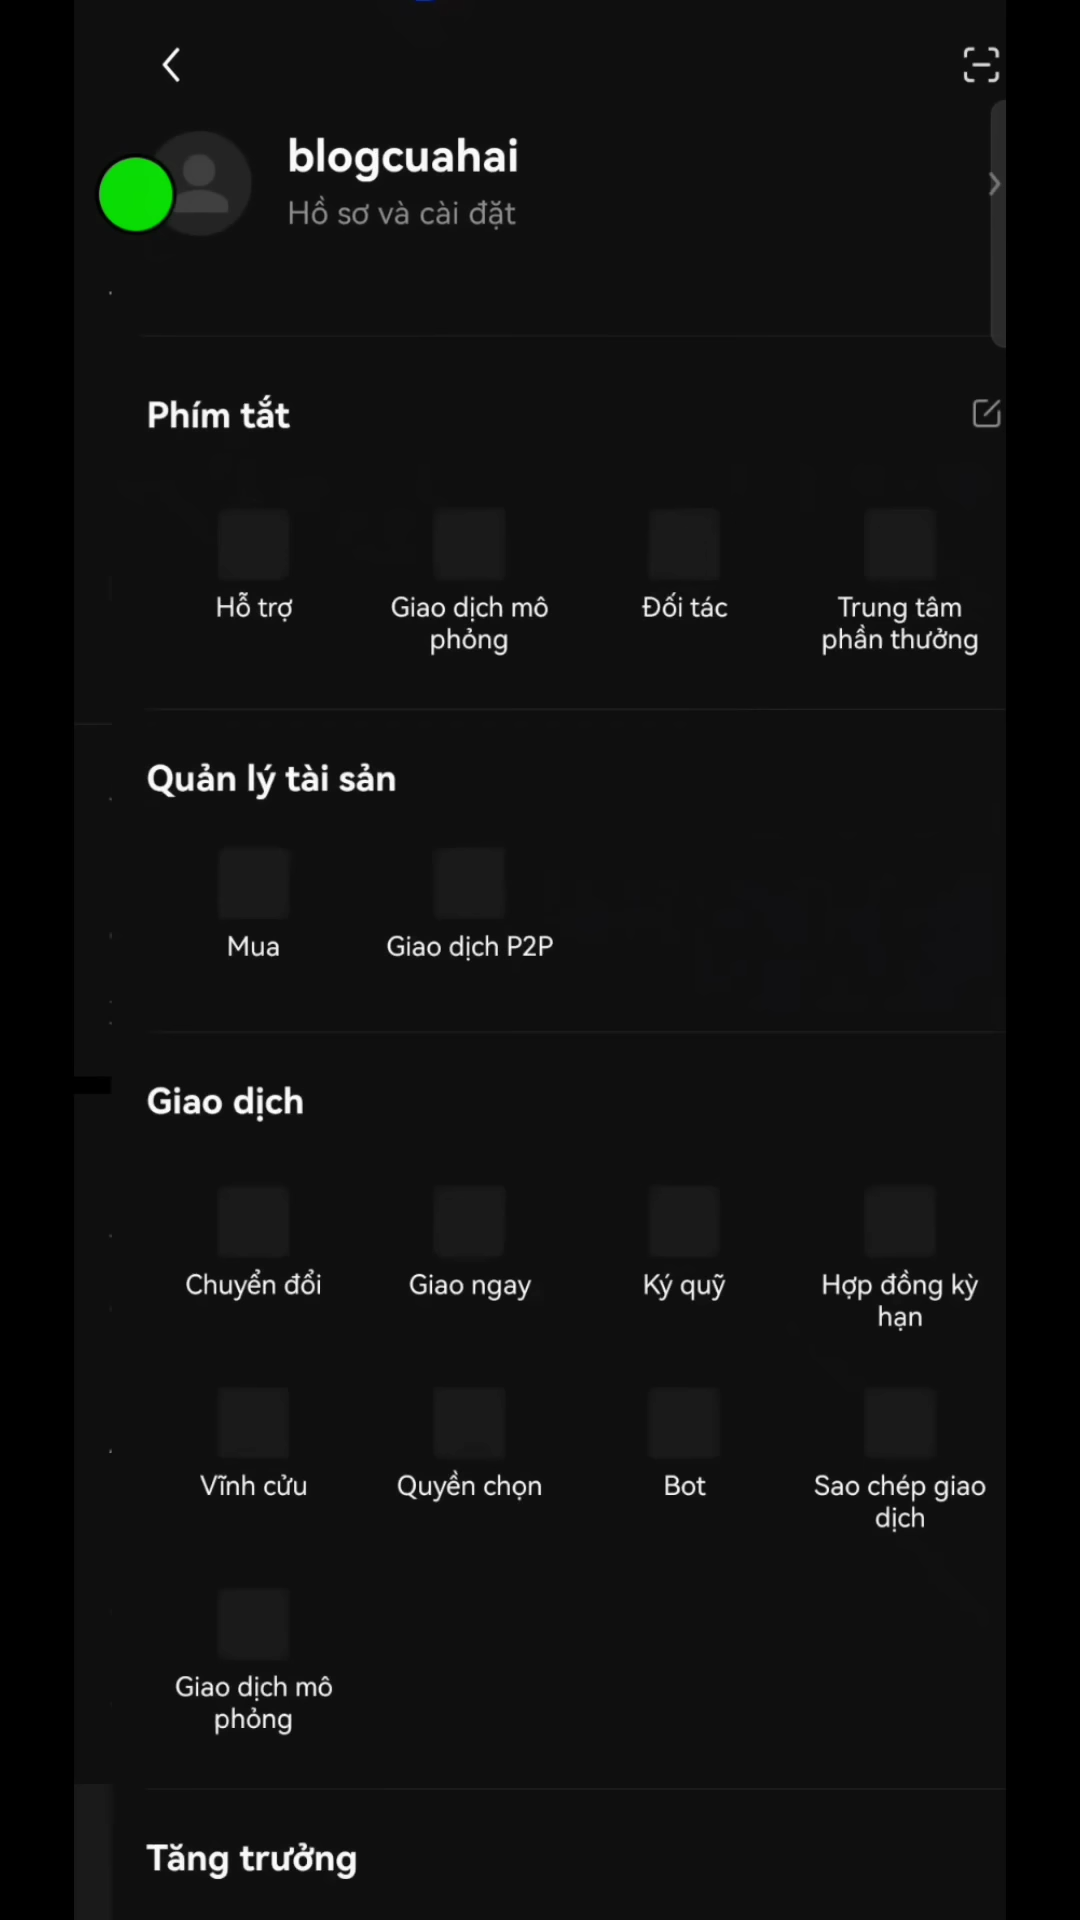 blogcuahai
Hồ sơ và cài đặt
Phím tắt
Hỗ trợ
Giao dịch mô
phỏng
Đối tác
Trung tâm
phần thưởng
Quản lý tài sản
Mua
Giao dịch P2P
Giao dịch
Chuyển đổi
Giao ngay
Ký quỹ
Hợp đồng kỳ
hạn
Vĩnh cửu
Quyền chọn
Bot
Sao chép giao
dịch
Giao dịch mô
phỏng
Tăng trưởng